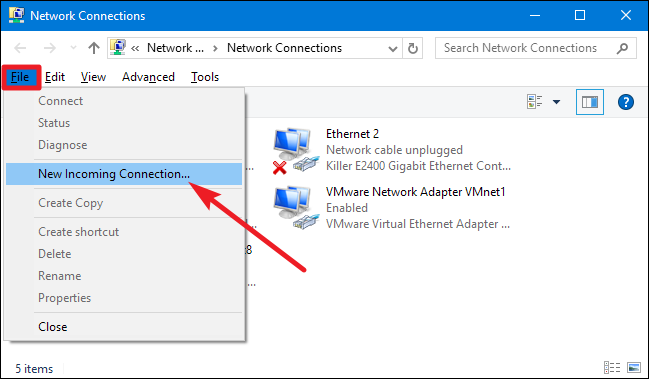 Network Connections
« Network ... > Network Connections
Search Network Connections
File Edit View Advanced Tools
Connect
Status
Diagnose
New Incoming Connection...
Create Copy
Create shortcut
Delete
Rename
Properties
Close
Ethernet 2
Network cable unplugged
Killer E2400 Gigabit Ethernet Cont...
VMware Network Adapter VMnet1
Enabled
VMware Virtual Ethernet Adapter ...
8
5 items